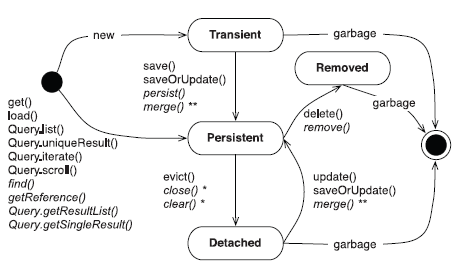 new
Transient
garbage
save()
saveOrUpdate()
persist()
merge() **
Removed
garbage
get()
load()
Query.list()
Query.uniqueResult()
Query.iterate()
Query.scroll()
find()
getReference()
Query.getResultList()
Query.getSingleResult()
Persistent
delete()
remove()
evict()
close() *
clear() *
update()
saveOrUpdate()
merge() **
Detached
garbage